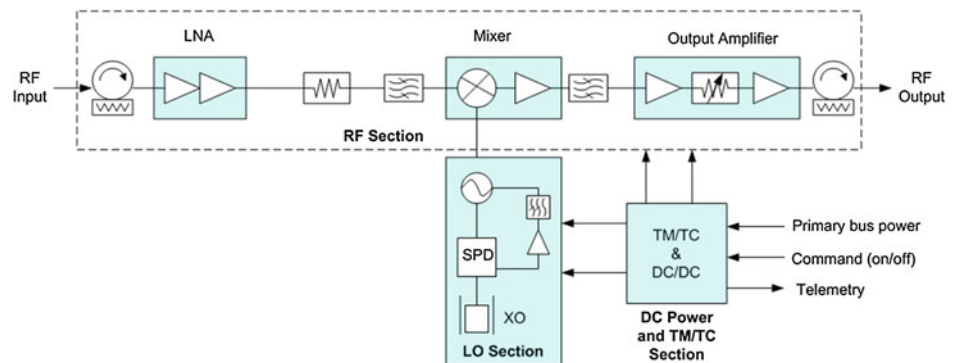 LNA
Mixer
Output Amplifier
RF
Input
RF
Output
RF Section
SPD
XO
LO Section
TM/TC
&
DC/DC
Primary bus power
Command (on/off)
Telemetry
DC Power
and TM/TC
Section